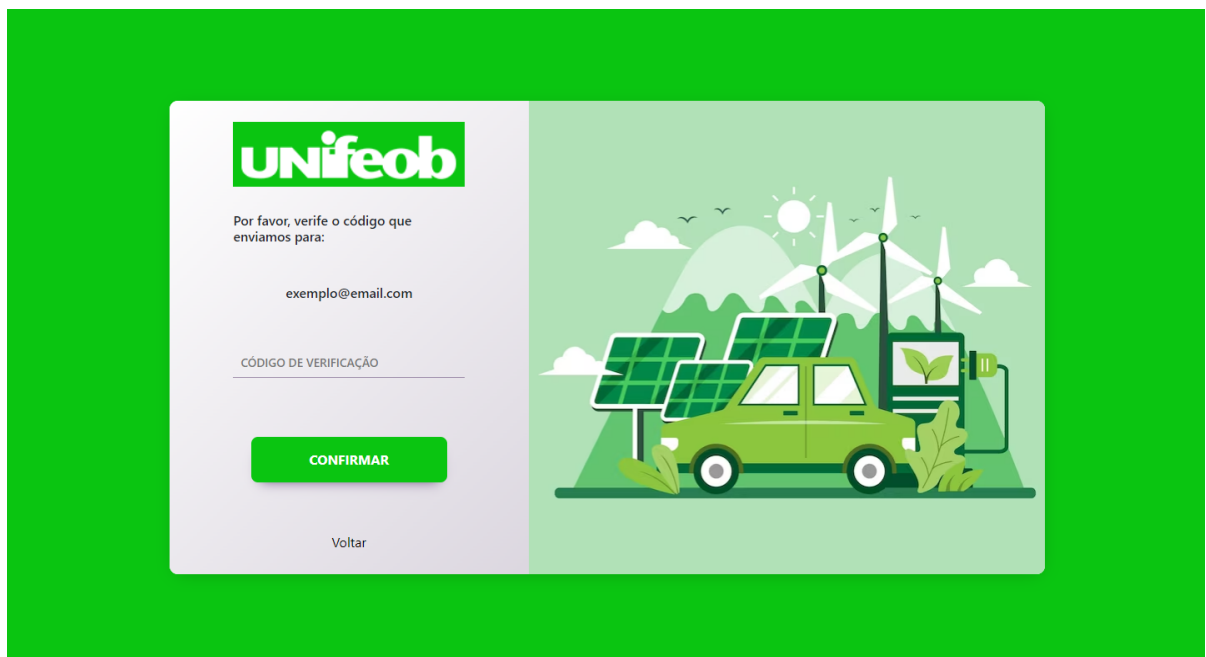 UNifeob
Por favor, verife o código que
enviamos para:
exemplo@email.com
CÓDIGO DE VERIFICAÇÃO
CONFIRMAR
Voltar